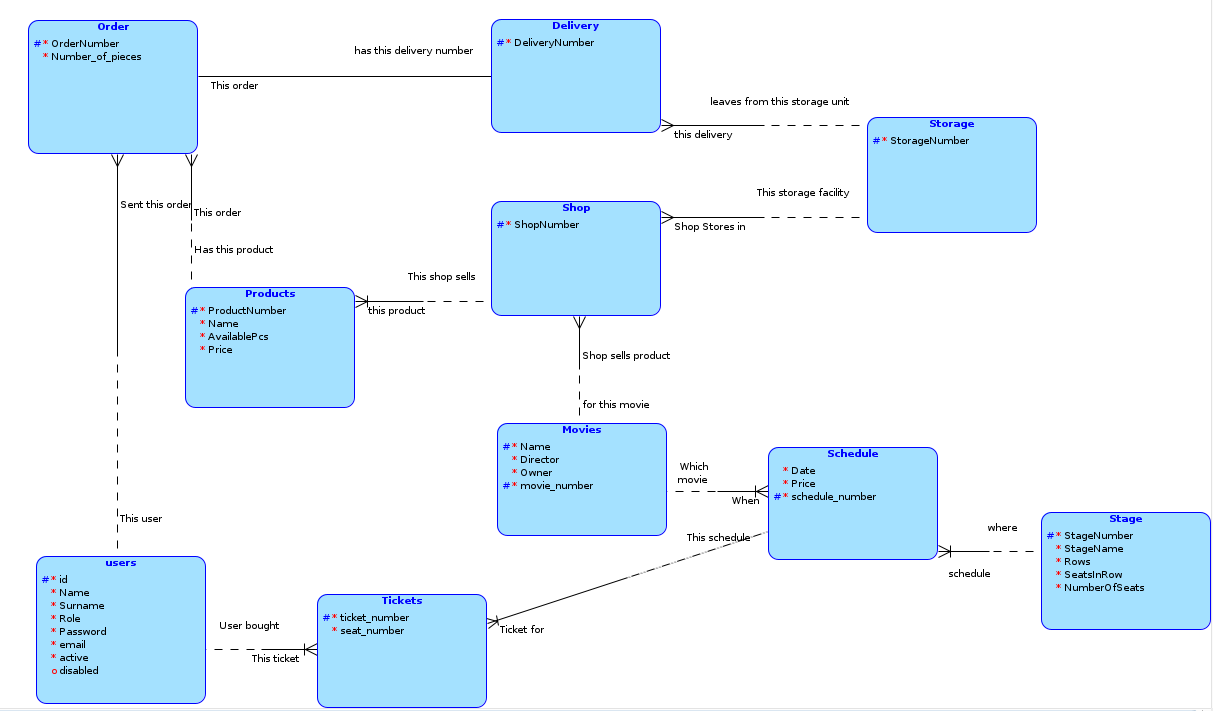 Order
#* OrderNumber
* Number_of_pieces
has this delivery number
This order
Delivery
#* DeliveryNumber
leaves from this storage unit
this delivery
Storage
#* StorageNumber
This storage facility
Shop Stores in
Sent this order
This order
Has this product
Shop
#* ShopNumber
This shop sells
this product
Products
#* ProductNumber
* Name
* AvailablePcs
* Price
Shop sells product
for this movie
Movies
#* Name
* Director
* Owner
#* movie_number
Which
movie
When
Schedule
* Date
* Price
#* schedule_number
This schedule
where
schedule
Stage
#* StageNumber
* StageName
* Rows
* SeatsInRow
* NumberOfSeats
This user
users
#* id
* Name
* Surname
* Role
* Password
* email
* active
o disabled
User bought
This ticket
Tickets
#* ticket_number
* seat_number
Ticket for